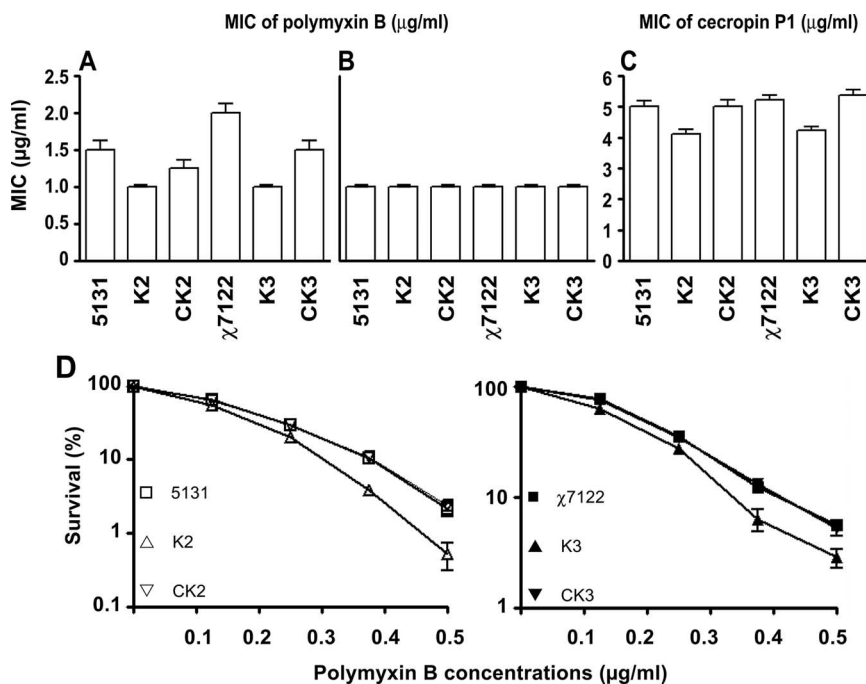 MIC of polymyxin B (μg/ml)
MIC of cecropin P1 (μg/ml)
A
B
C
MIC (μg/ml)
2.5
2.0
1.5
1.0
0.5
0
6
5
4
3
2
1
0
5131
K2
CK2
χ7122
K3
CK3
5131
K2
CK2
χ7122
K3
CK3
5131
K2
CK2
χ7122
K3
CK3
D
Survival (%)
100
10
1
0.1
5131
K2
CK2
0.1
0.2
0.3
0.4
0.5
100
10
1
χ7122
K3
CK3
0.1
0.2
0.3
0.4
0.5
Polymyxin B concentrations (μg/ml)